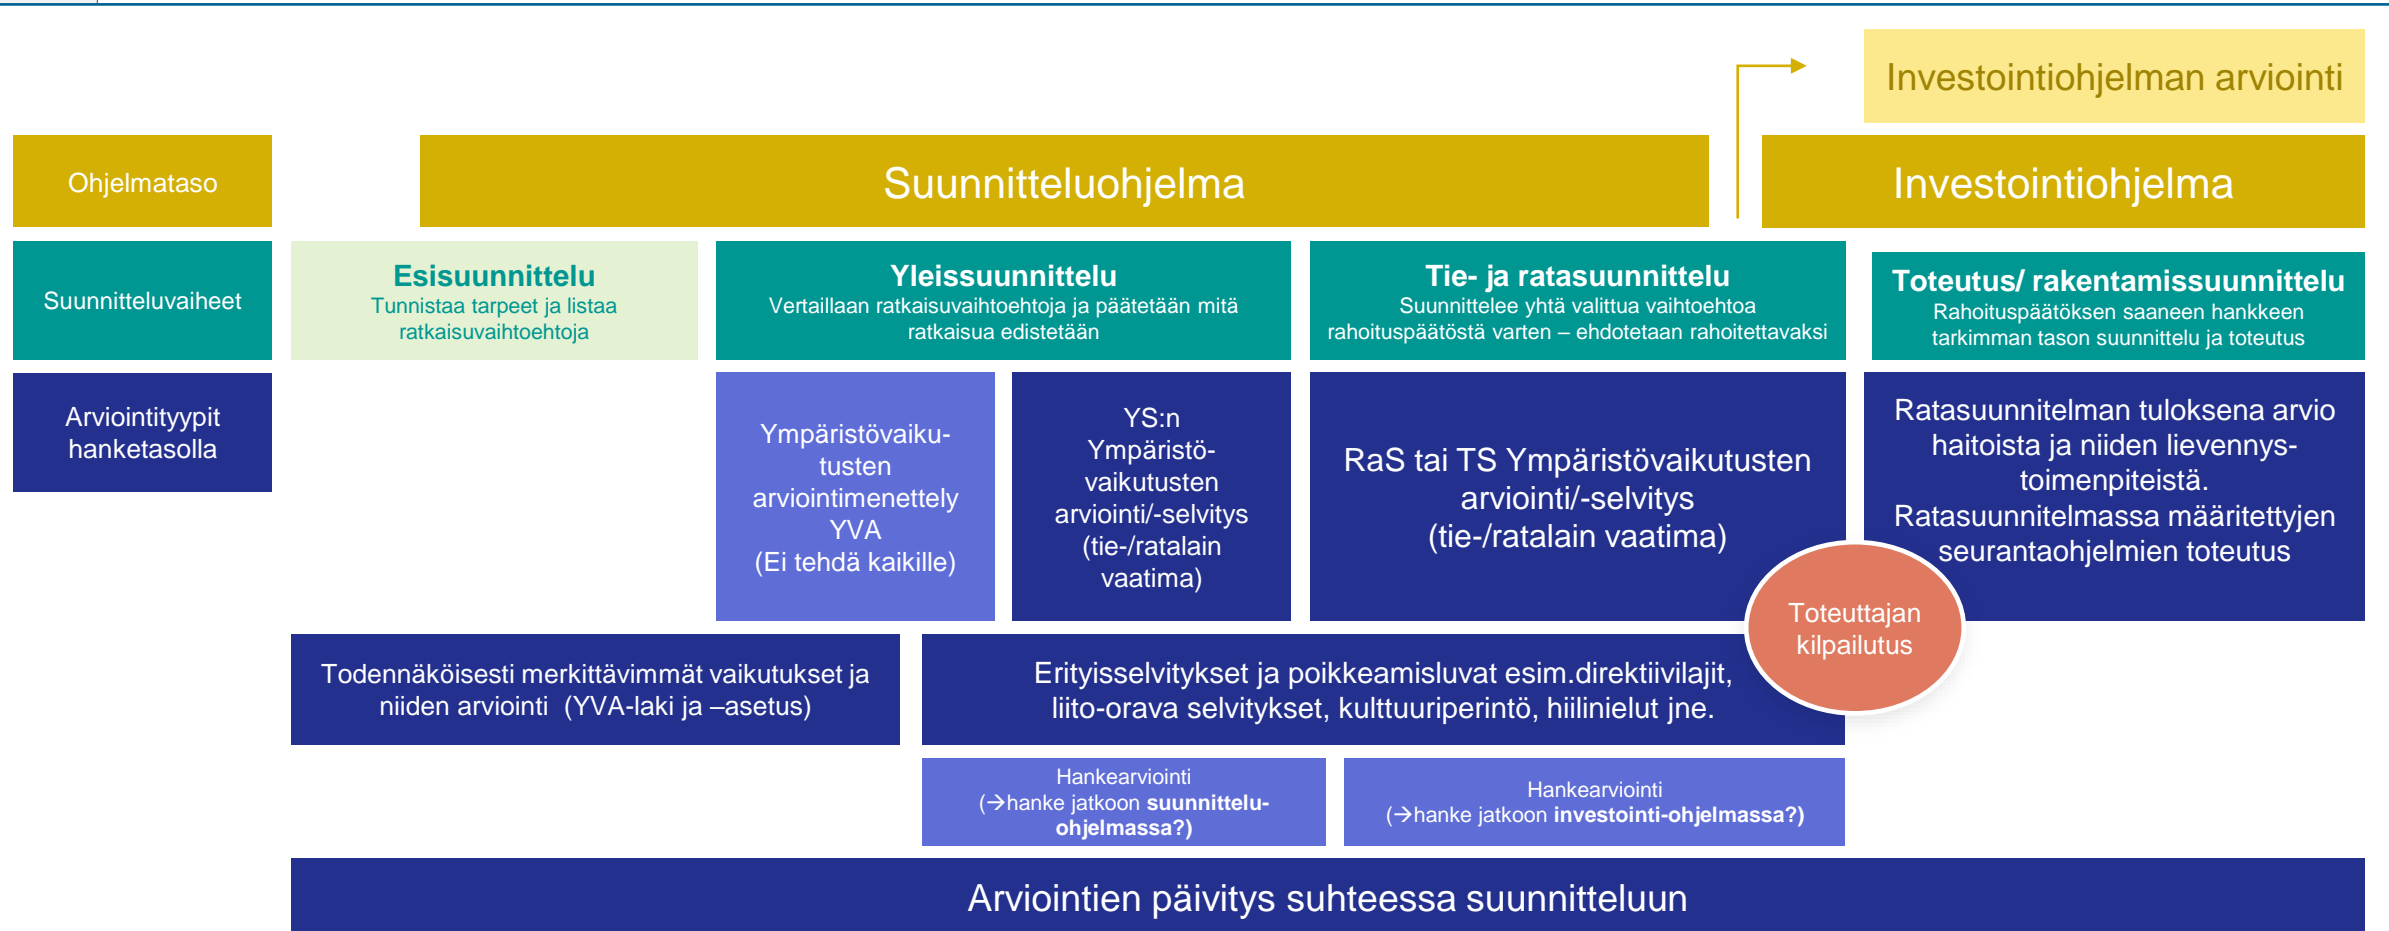 Investointiohjelman arviointi
Ohjelmataso
Suunnitteluohjelma
Investointiohjelma
Suunnitteluvaiheet
Esisuunnittelu
Tunnistaa tarpeet ja listaa
ratkaisuvaihtoehtoja
Yleissuunnittelu
Vertaillaan ratkaisuvaihtoehtoja ja päätetään mitä
ratkaisua edistetään
Tie- ja ratasuunnittelu
Suunnittelee yhtä valittua vaihtoehtoa
rahoituspäätöstä varten – ehdotetaan rahoitettavaksi
Toteutus/ rakentamissuunnittelu
Rahoituspäätöksen saaneen hankkeen
tarkimman tason suunnittelu ja toteutus
Arviointityypit
hanketasolla
Ympäristövaiku-
tusten
arviointimenettely
YVA
(Ei tehdä kaikille)
YS:n
Ympäristö-
vaikutusten
arviointi/-selvitys
(tie-/ratalain
vaatima)
RaS tai TS Ympäristövaikutusten
arviointi/-selvitys
(tie-/ratalain vaatima)
Ratasuunnitelman tuloksena arvio
haitoista ja niiden lievennys-
toimenpiteistä.
Ratasuunnitelmassa määritettyjen
seurantaohjelmien toteutus
Toteuttajan
kilpailutus
Todennäköisesti merkittävimmät vaikutukset ja
niiden arviointi  (YVA-laki ja –asetus)
Erityisselvitykset ja poikkeamisluvat esim.direktiivilajit,
liito-orava selvitykset, kulttuuriperintö, hiilinielut jne.
Hankearviointi
(→hanke jatkoon suunnittelu-
ohjelmassa?)
Hankearviointi
(→hanke jatkoon investointi-ohjelmassa?)
Arviointien päivitys suhteessa suunnitteluun